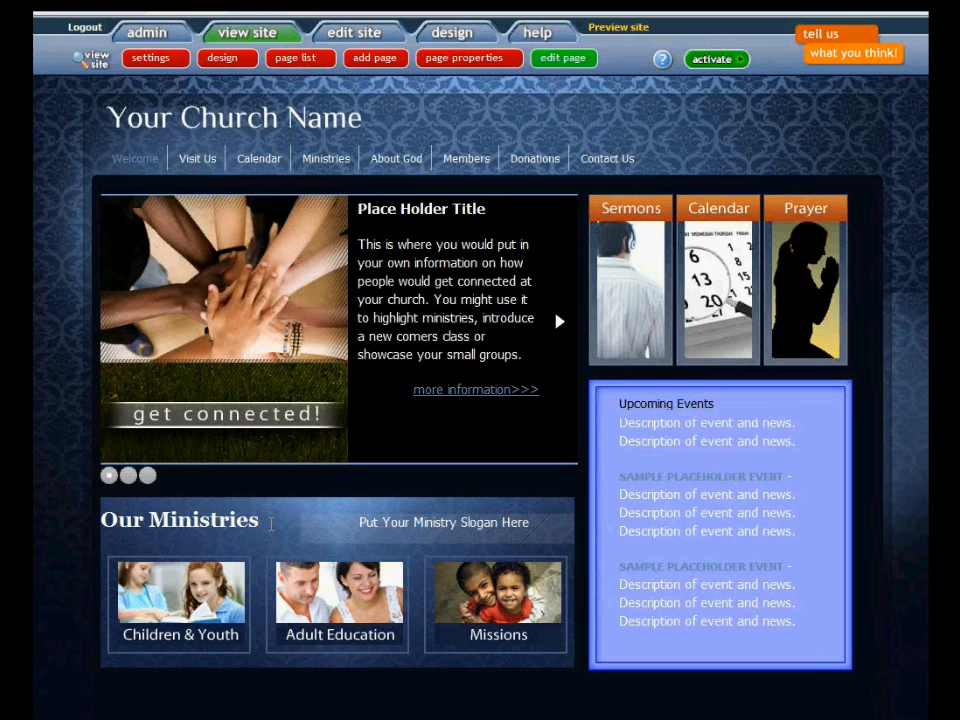 Logout
admin
view site
edit site
design
help
Preview site
tell us
what you think!
view
site
settings
design
page list
add page
page properties
edit page
?
activate
Your Church Name
Welcome
Visit Us
Calendar
Ministries
About God
Members
Donations
Contact Us
Place Holder Title
This is where you would put in
your own information on how
people would get connected at
your church. You might use it
to highlight ministries, introduce
a new comers class or
showcase your small groups.
more information>>>
get connected!
Sermons
Calendar
Prayer
6
13
20
1
2
8
15
Upcoming Events
Description of event and news.
Description of event and news.
SAMPLE PLACEHOLDER EVENT -
Description of event and news.
Description of event and news.
Description of event and news.
SAMPLE PLACEHOLDER EVENT -
Description of event and news.
Description of event and news.
Description of event and news.
Our Ministries
Put Your Ministry Slogan Here
Children & Youth
Adult Education
Missions